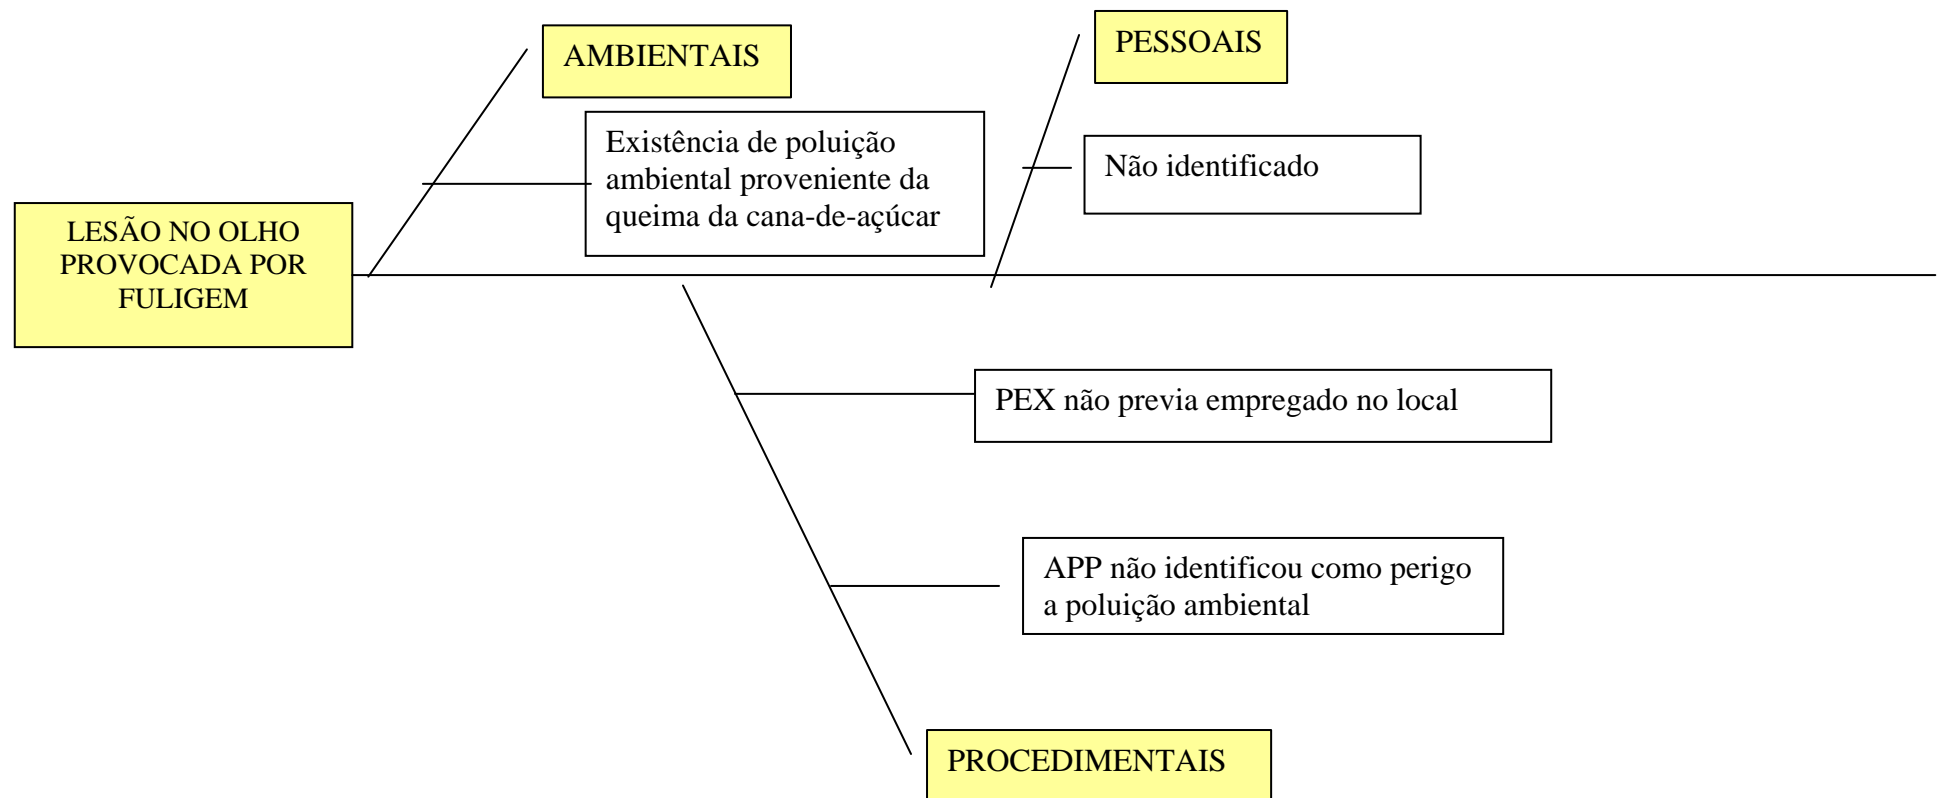 AMBIENTAIS
Existência de poluição
ambiental proveniente da
queima da cana-de-açúcar
PESSOAIS
Não identificado
LESÃO NO OLHO
PROVOCADA POR
FULIGEM
PEX não previa empregado no local
APP não identificou como perigo
a poluição ambiental
PROCEDIMENTAIS